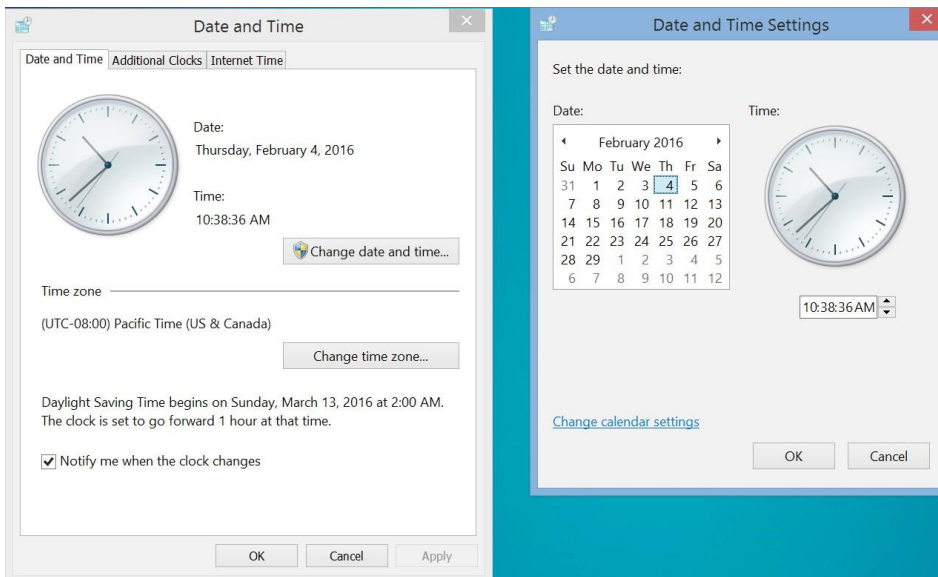 Date and Time
Date and Time Additional Clocks Internet Time
Date:
Thursday, February 4, 2016
Time:
10:38:36 AM
Change date and time...
Time zone
(UTC-08:00) Pacific Time (US & Canada)
Change time zone...
Daylight Saving Time begins on Sunday, March 13, 2016 at 2:00 AM.
The clock is set to go forward 1 hour at that time.
Notify me when the clock changes
OK Cancel Apply
Date and Time Settings
Set the date and time:
Date: Time:
February 2016
Su Mo Tu We Th Fr Sa
31 1 2 3 4 5 6
7 8 9 10 11 12 13
14 15 16 17 18 19 20
21 22 23 24 25 26 27
28 29 1 2 3 4 5
6 7 8 9 10 11 12
10:38:36 AM
Change calendar settings
OK Cancel